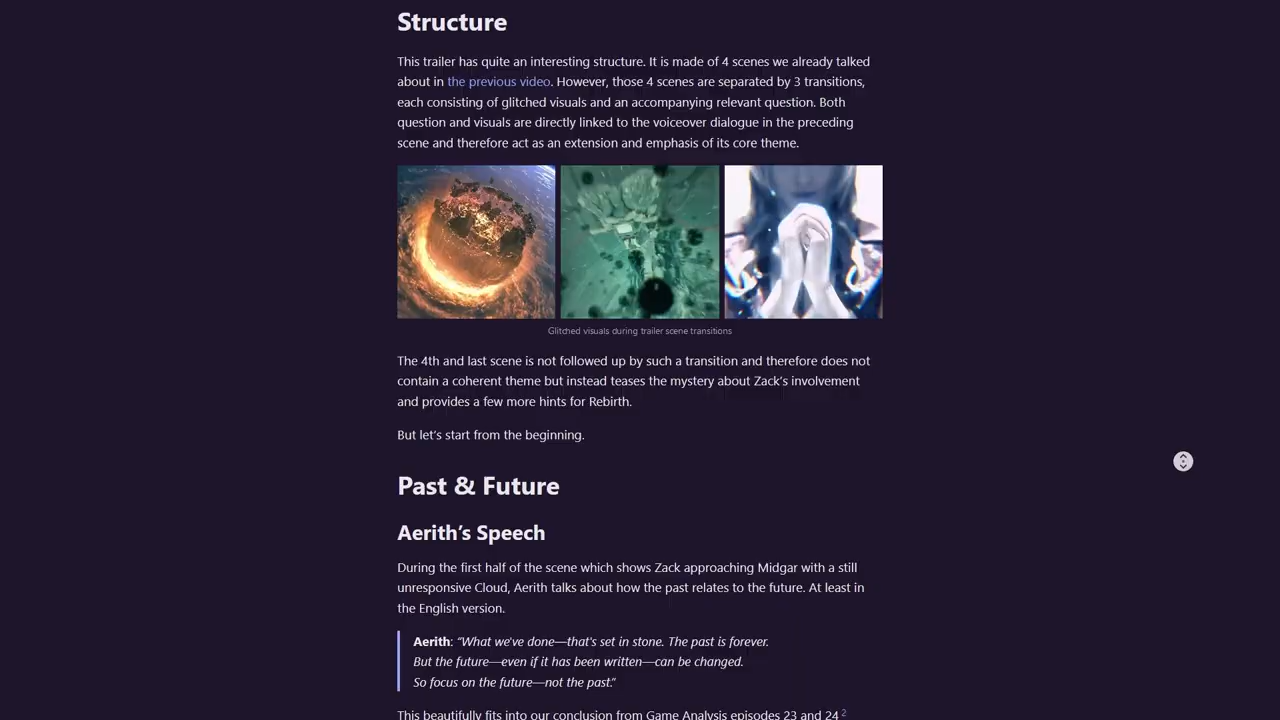 Structure
This trailer has quite an interesting structure. It is made of 4 scenes we already talked
about in the previous video. However, those 4 scenes are separated by 3 transitions,
each consisting of glitched visuals and an accompanying relevant question. Both
question and visuals are directly linked to the voiceover dialogue in the preceding
scene and therefore act as an extension and emphasis of its core theme.
Glitched visuals during trailer scene transitions
The 4th and last scene is not followed up by such a transition and therefore does not
contain a coherent theme but instead teases the mystery about Zack's involvement
and provides a few more hints for Rebirth.
But let's start from the beginning.
Past & Future
Aerith's Speech
During the first half of the scene which shows Zack approaching Midgar with a still
unresponsive Cloud, Aerith talks about how the past relates to the future. At least in
the English version.
Aerith: “What we've done—that's set in stone. The past is forever.
But the future—even if it has been written—can be changed.
So focus on the future—not the past.”
This beautifully fits into our conclusion from Game Analysis episodes 23 and 24 2